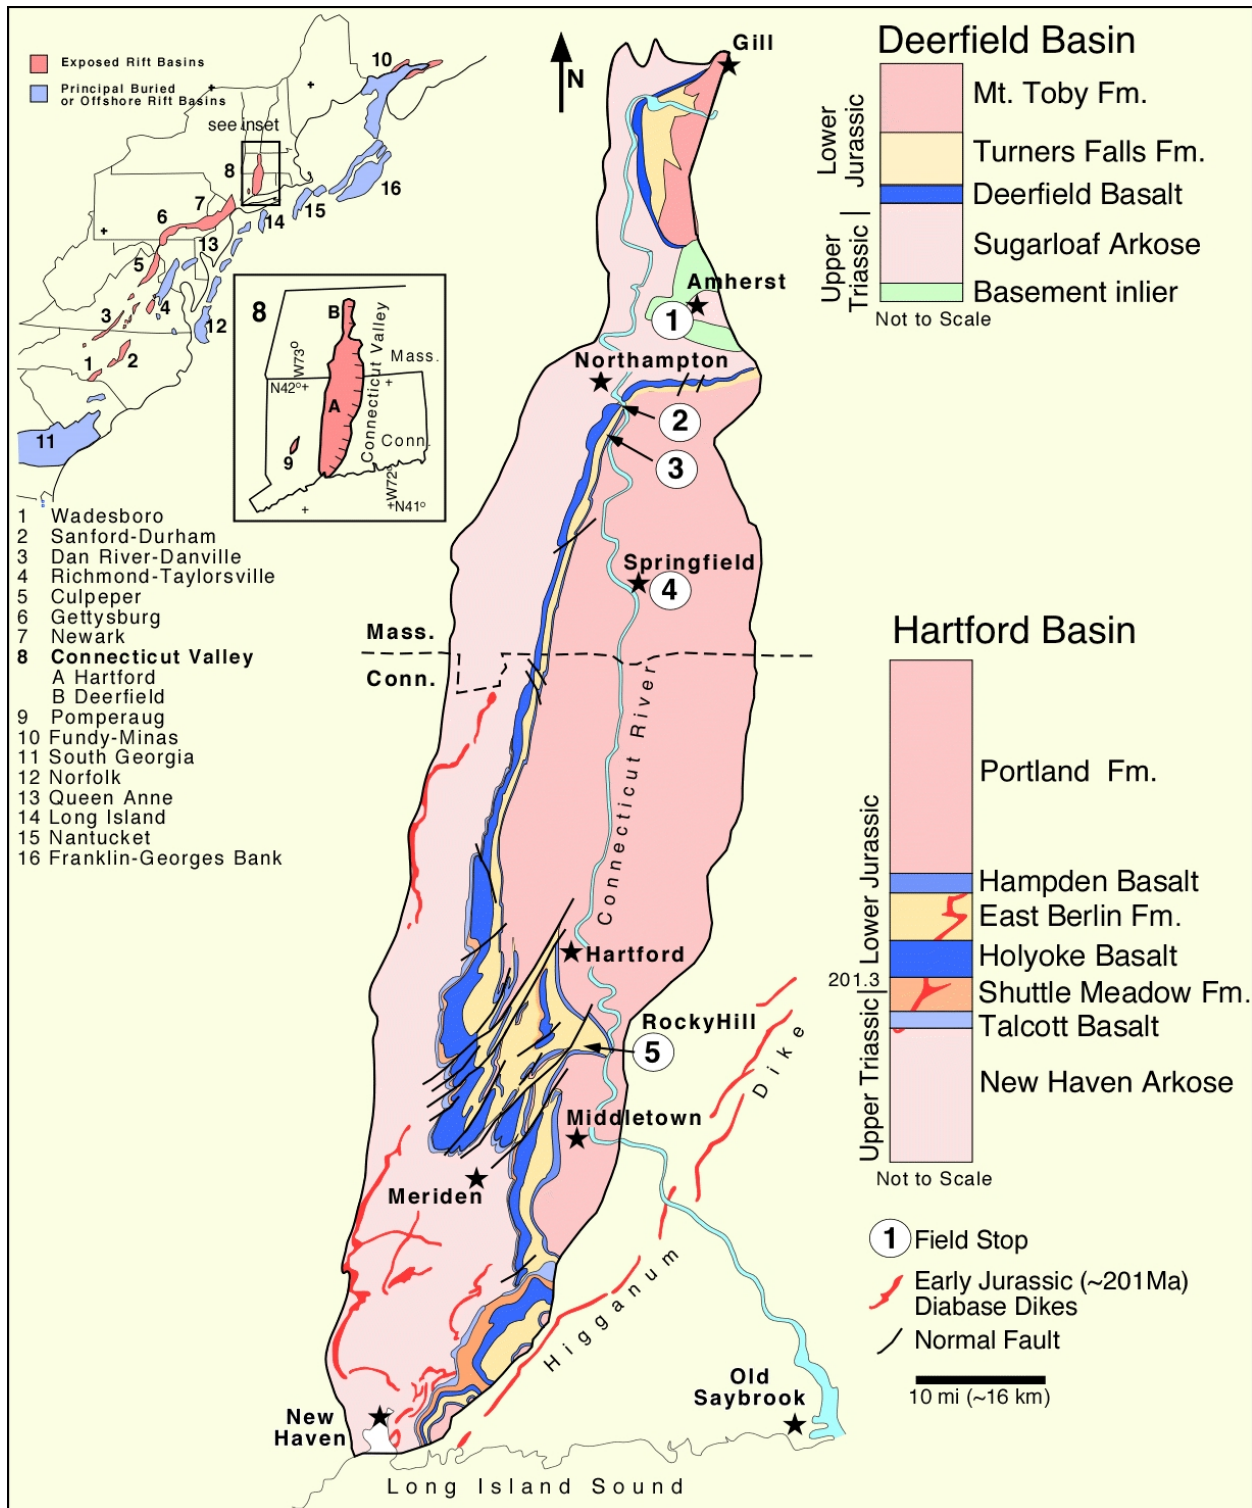 Exposed Rift Basins
Principal Buried
or Offshore Rift Basins
see inset
10
8
16
15
14
7
6
13
5
4
3
12
1
2
11
8
B
A
9
W73o
N42o+
Mass.
Conn.
Connecticut Valley
W72o
+N41o
1 Wadesboro
2 Sanford-Durham
3 Dan River-Danville
4 Richmond-Taylorsville
5 Culpeper
6 Gettysburg
7 Newark
8 Connecticut Valley
A Hartford
B Deerfield
9 Pomperaug
10 Fundy-Minas
11 South Georgia
12 Norfolk
13 Queen Anne
14 Long Island
15 Nantucket
16 Franklin-Georges Bank
N
Gill
Amherst
1
Northampton
2
3
Springfield
4
Mass.
Conn.
Connecticut River
Hartford
RockyHill
5
Middletown
Meriden
Higganum Dike
New
Haven
Old
Saybrook
Long Island Sound
Deerfield Basin
Lower
Jurassic
Upper
Triassic
Mt. Toby Fm.
Turners Falls Fm.
Deerfield Basalt
Sugarloaf Arkose
Basement inlier
Not to Scale
Hartford Basin
Lower Jurassic
201.3
Upper Triassic
Portland Fm.
Hampden Basalt
East Berlin Fm.
Holyoke Basalt
Shuttle Meadow Fm.
Talcott Basalt
New Haven Arkose
Not to Scale
1 Field Stop
Early Jurassic (~201Ma)
Diabase Dikes
Normal Fault
10 mi (~16 km)